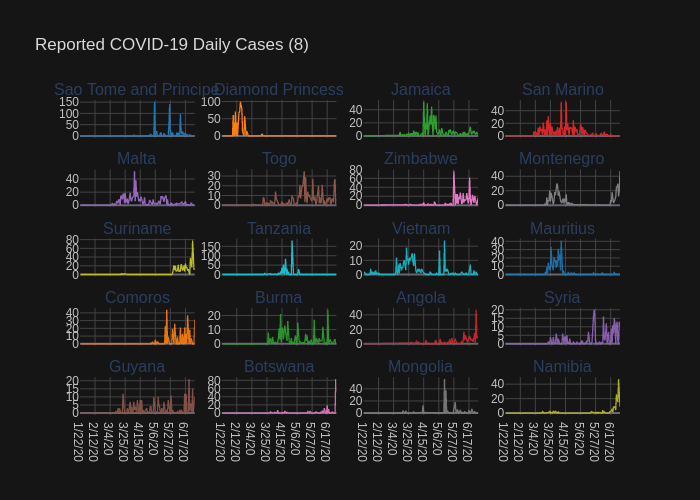 Reported COVID-19 Daily Cases (8)
Sao Tome and Principe Diamond Princess Jamaica San Marino
150 100 50 0
100 50 0
40 20 0
40 20 0
Malta Togo Zimbabwe Montenegro
40 20 0
30 20 10 0
80 60 40 20 0
40 20 0
Suriname Tanzania Vietnam Mauritius
80 60 40 20 0
150 100 50 0
20 10 0
40 30 20 10 0
Comoros Burma Angola Syria
40 30 20 10 0
20 10 0
40 20 0
20 15 10 5 0
Guyana Botswana Mongolia Namibia
20 15 10 5 0
80 60 40 20 0
40 20 0
40 20 0
1/22/20 2/12/20 3/4/20 3/25/20 4/15/20 5/6/20 5/27/20 6/17/20
1/22/20 2/12/20 3/4/20 3/25/20 4/15/20 5/6/20 5/27/20 6/17/20
1/22/20 2/12/20 3/4/20 3/25/20 4/15/20 5/6/20 5/27/20 6/17/20
1/22/20 2/12/20 3/4/20 3/25/20 4/15/20 5/6/20 5/27/20 6/17/20